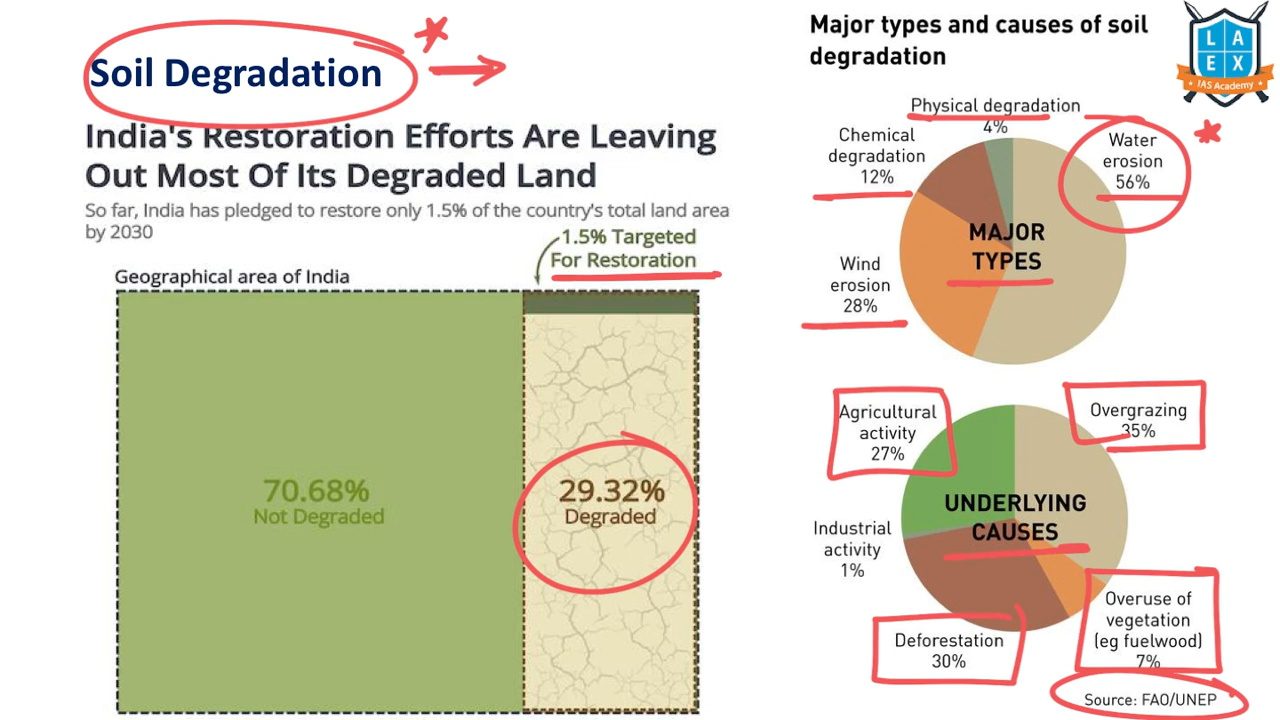 Soil Degradation
India's Restoration Efforts Are Leaving
Out Most Of Its Degraded Land
So far, India has pledged to restore only 1.5% of the country's total land area
by 2030
1.5% Targeted
For Restoration
Geographical area of India
70.68%
Not Degraded
29.32%
Degraded
Major types and causes of soil
degradation
L A
E X
IAS Academy
Physical degradation
4%
Chemical
degradation
12%
Water
erosion
56%
MAJOR
TYPES
Wind
erosion
28%
Agricultural
activity
27%
Overgrazing
35%
UNDERLYING
CAUSES
Industrial
activity
1%
Overuse of
vegetation
(eg fuelwood)
7%
Deforestation
30%
Source: FAO/UNEP